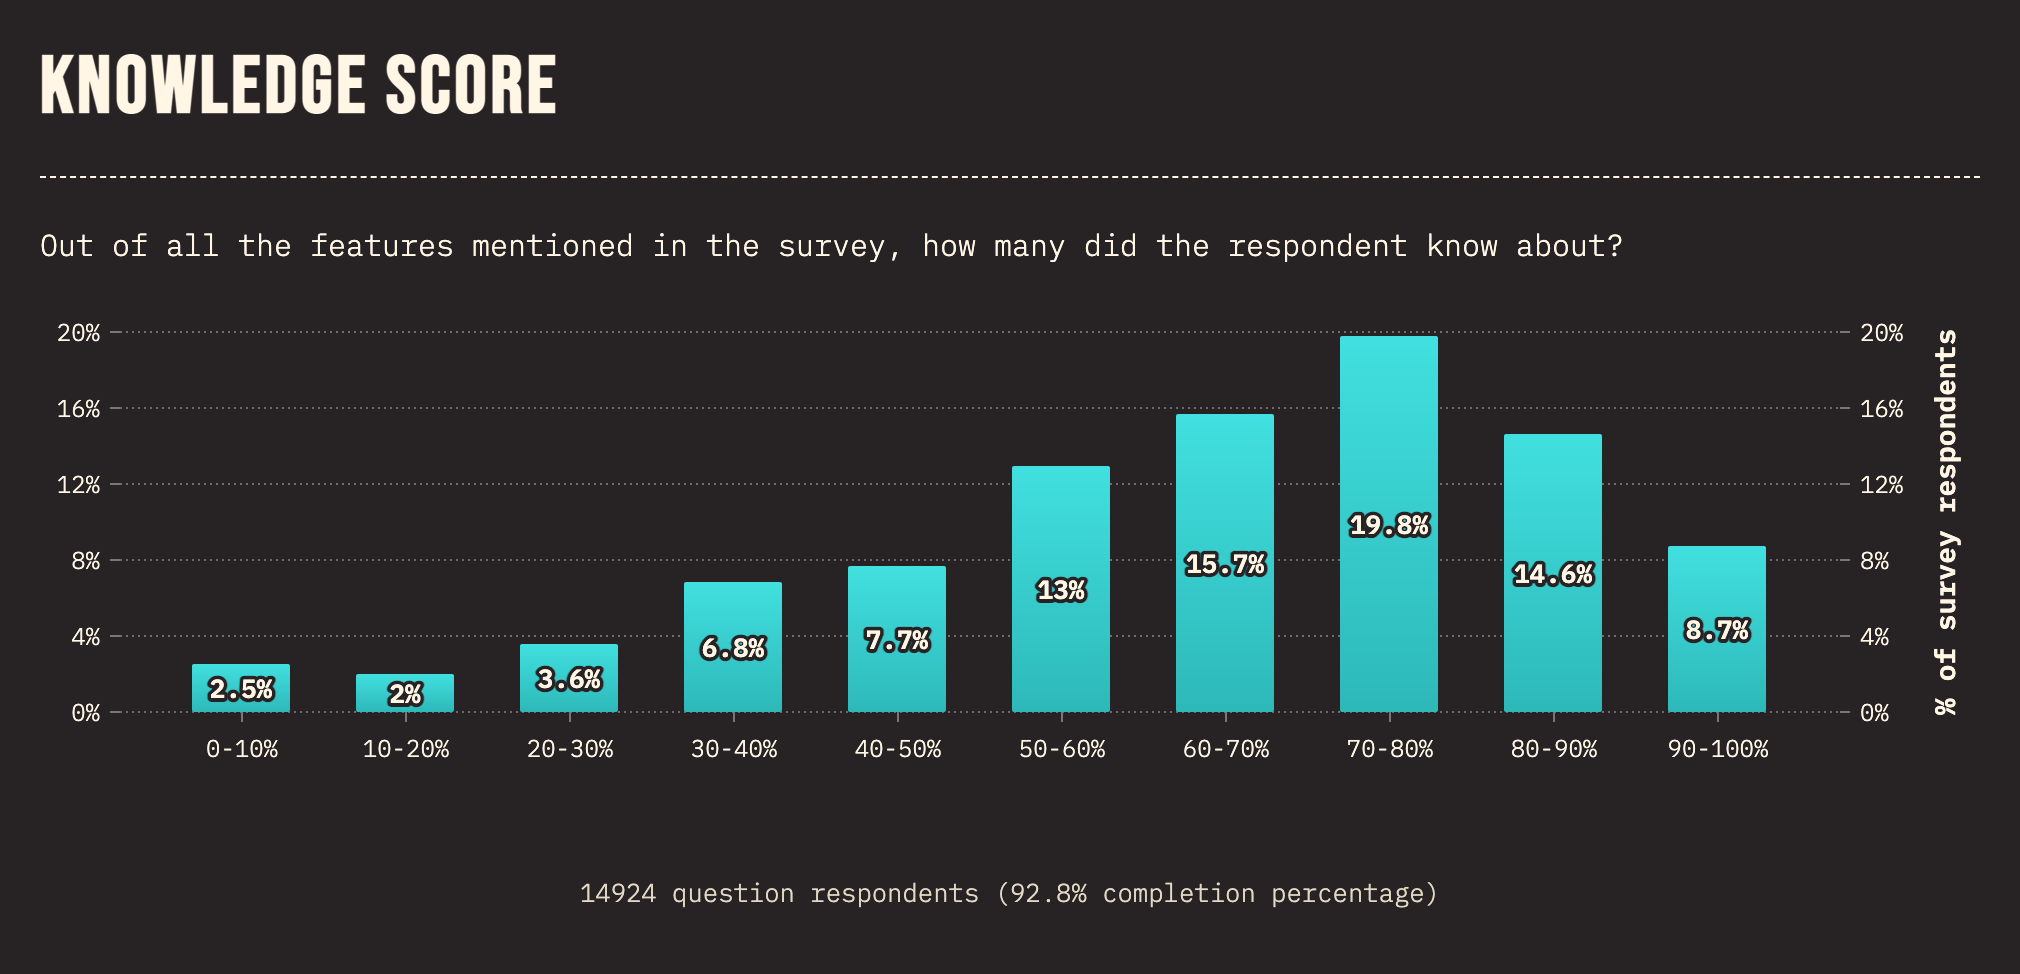 KNOWLEDGE SCORE
Out of all the features mentioned in the survey, how many did the respondent know about?
20% 20%
16% 16%
12% 12%
8% 8%
4% 4%
0% 0%
% of survey respondents
2.5% 2% 3.6% 6.8% 7.7% 13% 15.7% 19.8% 14.6% 8.7%
0-10% 10-20% 20-30% 30-40% 40-50% 50-60% 60-70% 70-80% 80-90% 90-100%
14924 question respondents (92.8% completion percentage)